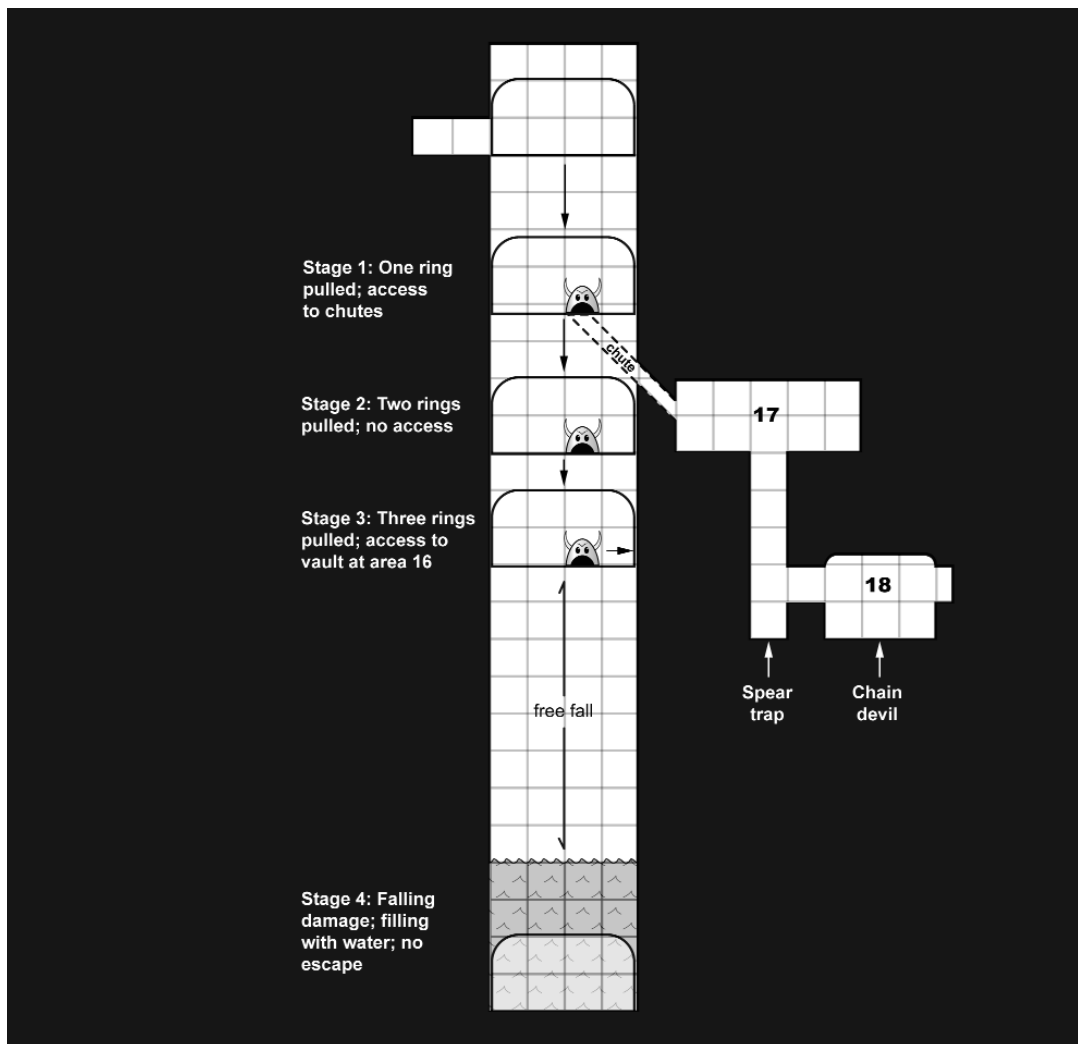 Stage 1: One ring
pulled; access
to chutes
chute
Stage 2: Two rings
pulled; no access
17
Stage 3: Three rings
pulled; access to
vault at area 16
18
Spear
trap
Chain
devil
free fall
Stage 4: Falling
damage; filling
with water; no
escape